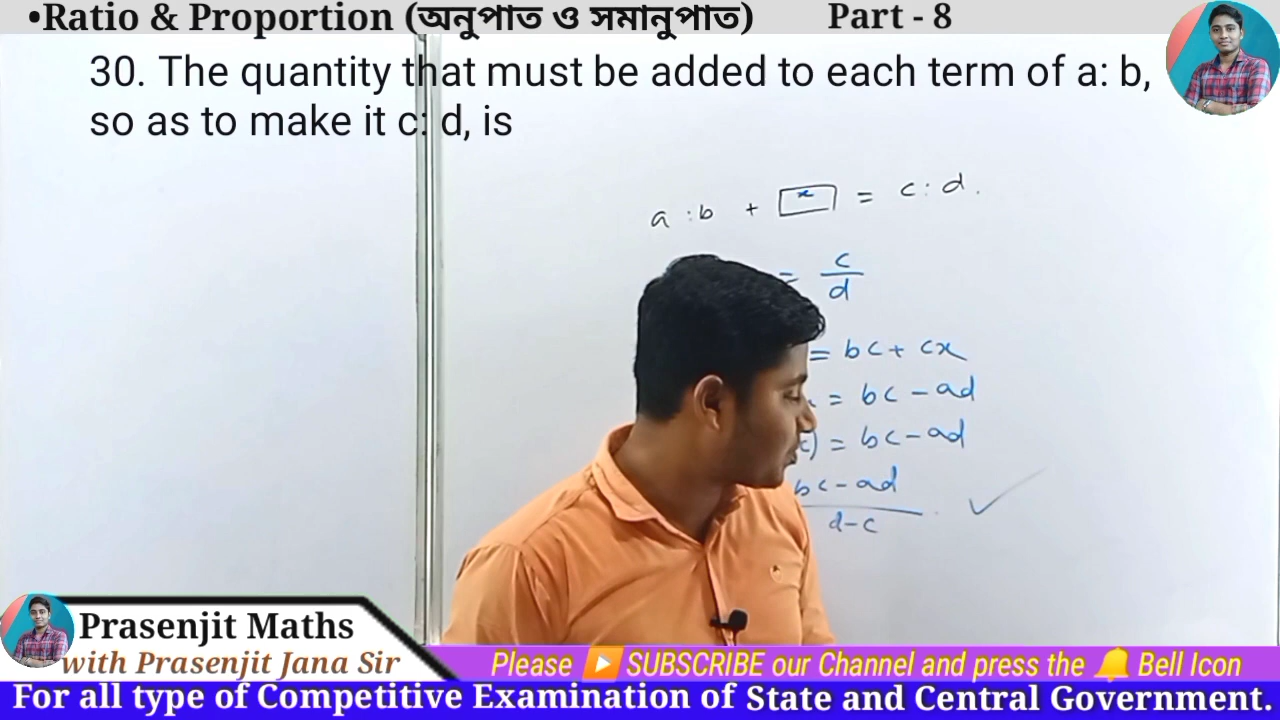 •Ratio & Proportion (অনুপাত ও সমানুপাত) Part - 8
30. The quantity that must be added to each term of a: b,
so as to make it c: d, is
a : b + x = c : d.
= c/d
= bc + cx
= bc - ad
c) = bc - ad
bc - ad
d - c
Prasenjit Maths
with Prasenjit Jana Sir
Please ▶️ SUBSCRIBE our Channel and press the 🔔 Bell Icon
For all type of Competitive Examination of State and Central Government.